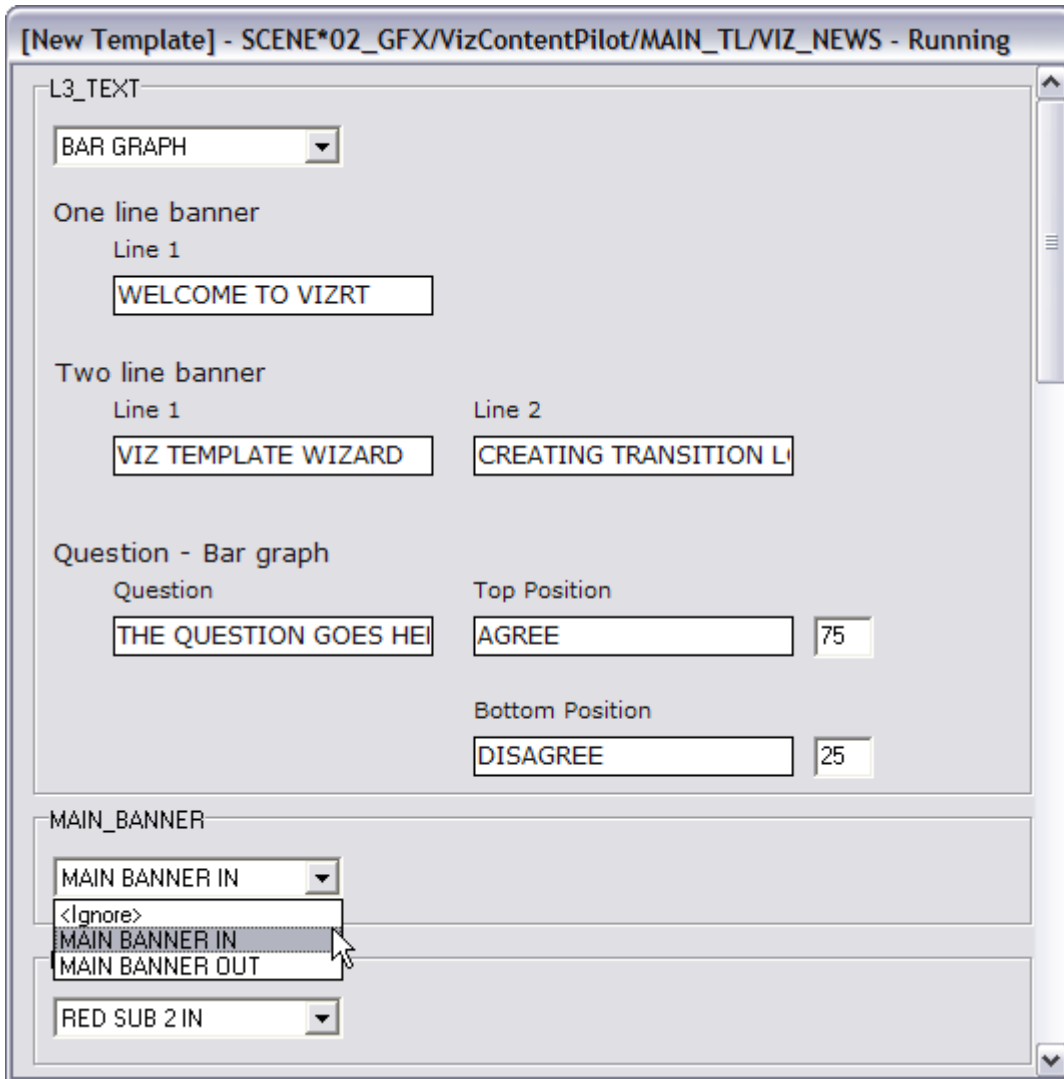 [New Template] - SCENE*02_GFX/VizContentPilot/MAIN_TL/VIZ_NEWS - Running
L3_TEXT
BAR GRAPH
One line banner
Line 1
WELCOME TO VIZRT
Two line banner
Line 1 Line 2
VIZ TEMPLATE WIZARD CREATING TRANSITION
Question - Bar graph
Question Top Position
THE QUESTION GOES AGREE 75
Bottom Position
DISAGREE 25
MAIN_BANNER
MAIN BANNER IN
<Ignore>
MAIN BANNER IN
MAIN BANNER OUT
RED SUB 2 IN